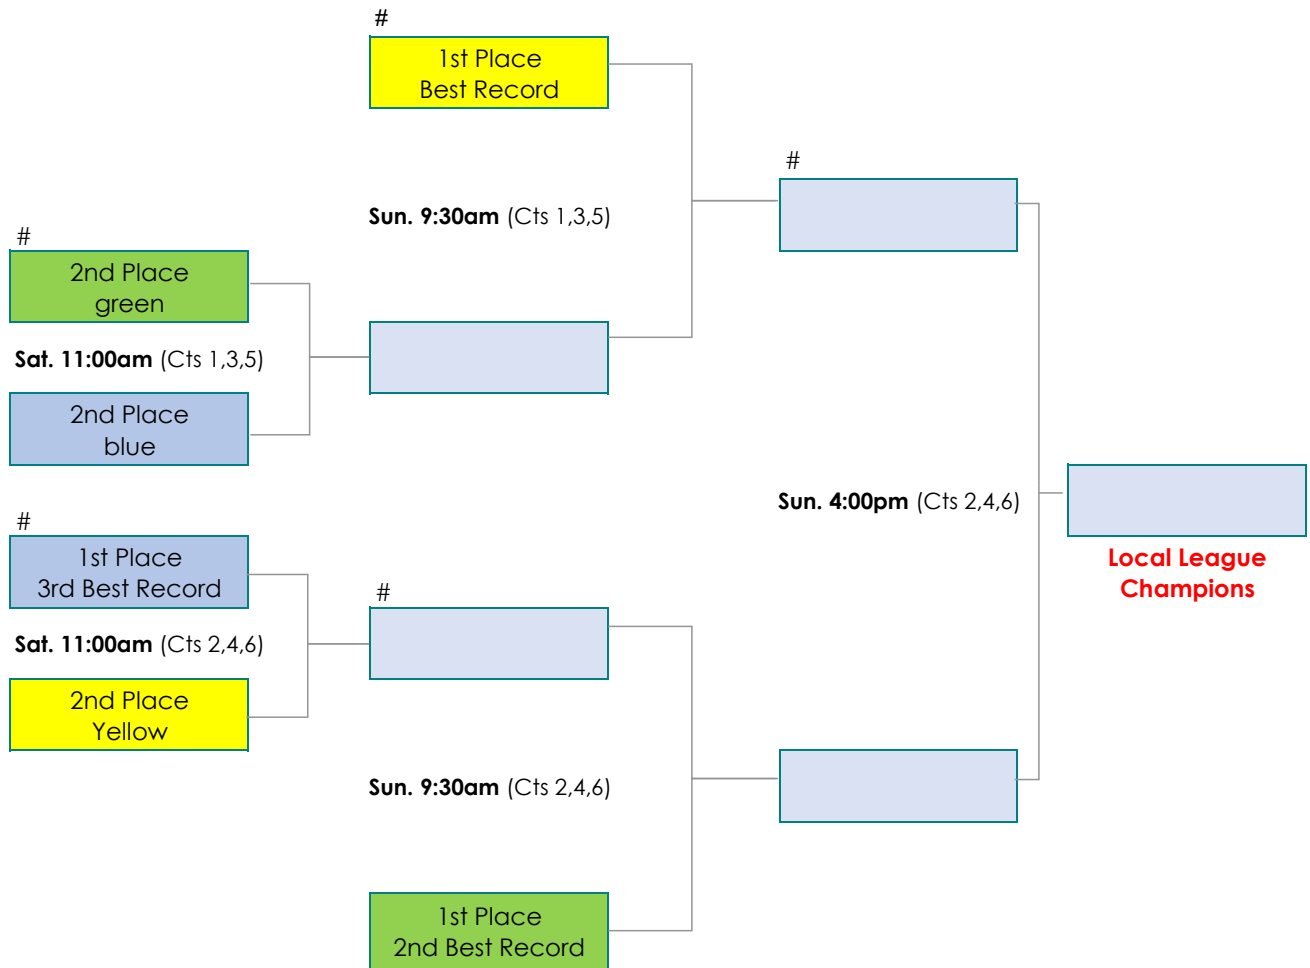 #
1st Place
Best Record
#
Sun. 9:30am (Cts 1,3,5)
#
2nd Place
green
Sat. 11:00am (Cts 1,3,5)
2nd Place
blue
Sun. 4:00pm (Cts 2,4,6)
#
1st Place
3rd Best Record
Local League
Champions
#
Sat. 11:00am (Cts 2,4,6)
2nd Place
Yellow
Sun. 9:30am (Cts 2,4,6)
1st Place
2nd Best Record